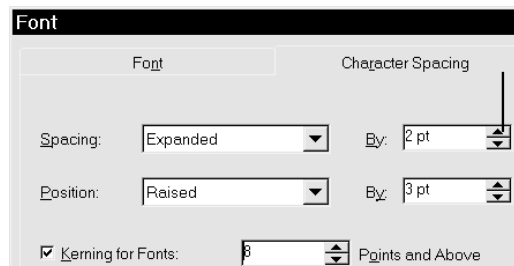 Font
Font Character Spacing
Spacing: Expanded By: 2 pt
Position: Raised By: 3 pt
Kerning for Fonts: 8 Points and Above